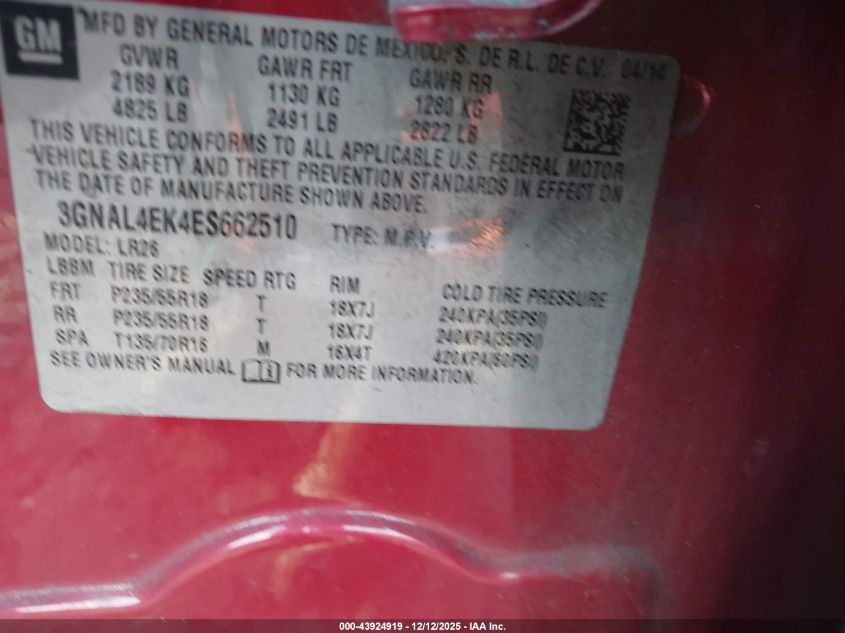 GM
MFD BY GENERAL MOTORS DE MEXICO, S. DE R.L. DE C.V. 04/14
GVWR GAWR FRT GAWR RR
2189 KG 1130 KG 1280 KG
4825 LB 2491 LB 2822 LB
THIS VEHICLE CONFORMS TO ALL APPLICABLE U.S. FEDERAL MOTOR
VEHICLE SAFETY AND THEFT PREVENTION STANDARDS IN EFFECT ON
THE DATE OF MANUFACTURE SHOWN ABOVE.
3GNAL4EK4ES662510 TYPE: M.P.V.
MODEL: LR26
LBBM TIRE SIZE SPEED RTG RIM COLD TIRE PRESSURE
FRT P235/55R18 T 18X7J 240KPA(35PSI)
RR P235/55R18 T 18X7J 240KPA(35PSI)
SPA T135/70R16 M 16X4T 420KPA(60PSI)
SEE OWNER'S MANUAL FOR MORE INFORMATION.
000-43924919 - 12/12/2025 - IAA Inc.